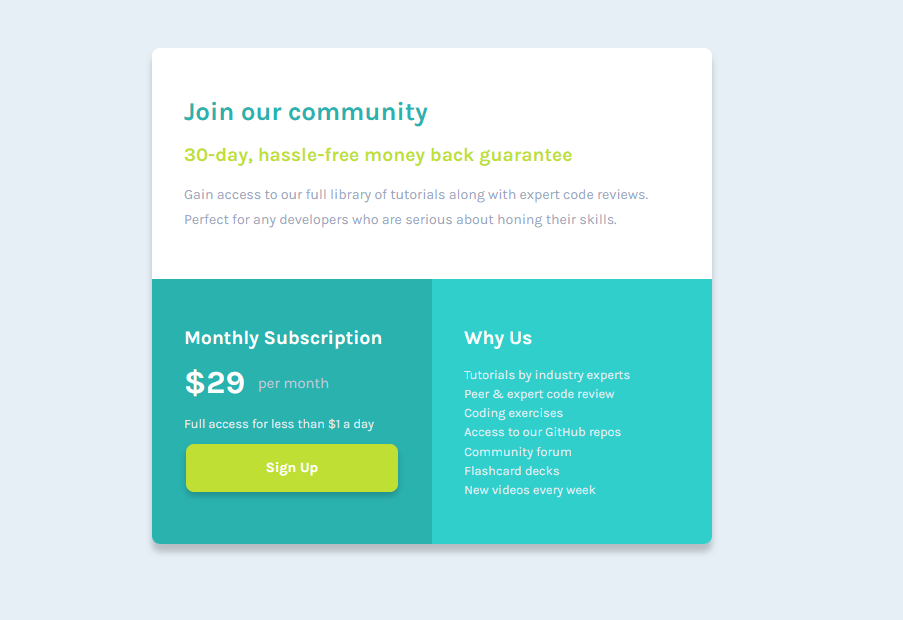 Join our community
30-day, hassle-free money back guarantee
Gain access to our full library of tutorials along with expert code reviews.
Perfect for any developers who are serious about honing their skills.
Monthly Subscription
$29 per month
Full access for less than $1 a day
Sign Up
Why Us
Tutorials by industry experts
Peer & expert code review
Coding exercises
Access to our GitHub repos
Community forum
Flashcard decks
New videos every week